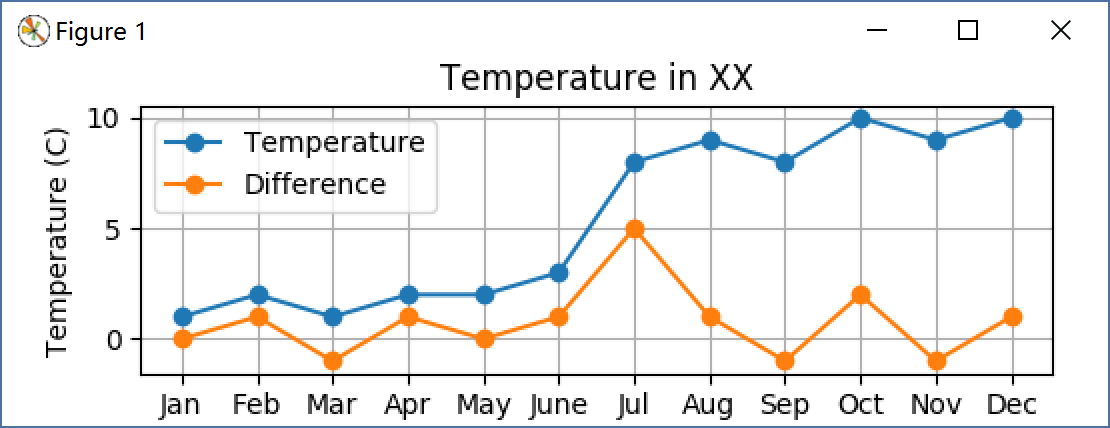 Figure 1
Temperature in XX
Temperature (C)
10
5
0
Temperature
Difference
Jan Feb Mar Apr May June Jul Aug Sep Oct Nov Dec